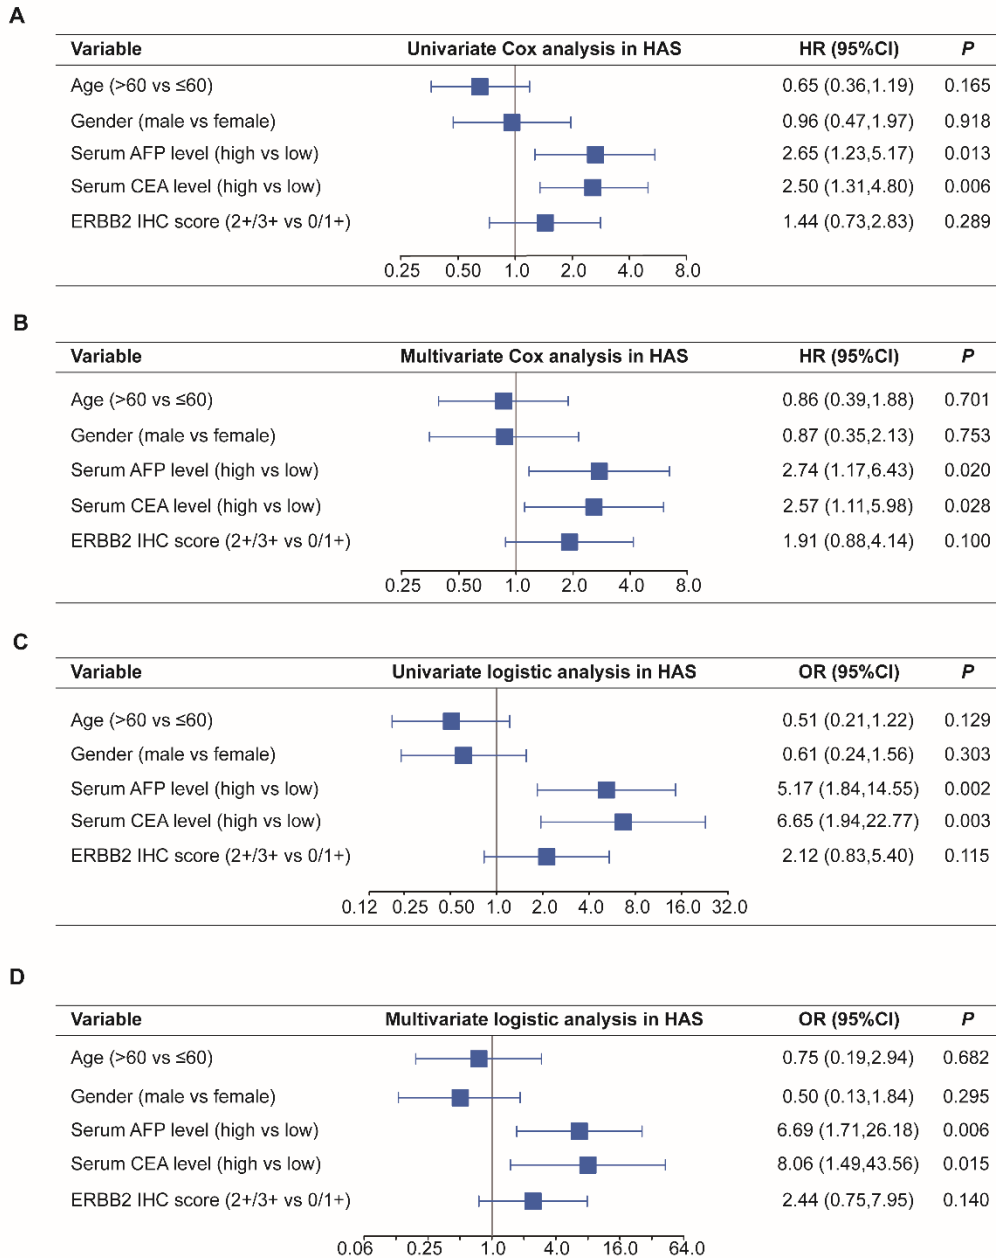 A
Variable Univariate Cox analysis in HAS HR (95%CI) P
Age (>60 vs ≤60) 0.65 (0.36,1.19) 0.165
Gender (male vs female) 0.96 (0.47,1.97) 0.918
Serum AFP level (high vs low) 2.65 (1.23,5.17) 0.013
Serum CEA level (high vs low) 2.50 (1.31,4.80) 0.006
ERBB2 IHC score (2+/3+ vs 0/1+) 1.44 (0.73,2.83) 0.289
0.25 0.50 1.0 2.0 4.0 8.0
B
Variable Multivariate Cox analysis in HAS HR (95%CI) P
Age (>60 vs ≤60) 0.86 (0.39,1.88) 0.701
Gender (male vs female) 0.87 (0.35,2.13) 0.753
Serum AFP level (high vs low) 2.74 (1.17,6.43) 0.020
Serum CEA level (high vs low) 2.57 (1.11,5.98) 0.028
ERBB2 IHC score (2+/3+ vs 0/1+) 1.91 (0.88,4.14) 0.100
0.25 0.50 1.0 2.0 4.0 8.0
C
Variable Univariate logistic analysis in HAS OR (95%CI) P
Age (>60 vs ≤60) 0.51 (0.21,1.22) 0.129
Gender (male vs female) 0.61 (0.24,1.56) 0.303
Serum AFP level (high vs low) 5.17 (1.84,14.55) 0.002
Serum CEA level (high vs low) 6.65 (1.94,22.77) 0.003
ERBB2 IHC score (2+/3+ vs 0/1+) 2.12 (0.83,5.40) 0.115
0.12 0.25 0.50 1.0 2.0 4.0 8.0 16.0 32.0
D
Variable Multivariate logistic analysis in HAS OR (95%CI) P
Age (>60 vs ≤60) 0.75 (0.19,2.94) 0.682
Gender (male vs female) 0.50 (0.13,1.84) 0.295
Serum AFP level (high vs low) 6.69 (1.71,26.18) 0.006
Serum CEA level (high vs low) 8.06 (1.49,43.56) 0.015
ERBB2 IHC score (2+/3+ vs 0/1+) 2.44 (0.75,7.95) 0.140
0.06 0.25 1.0 4.0 16.0 64.0